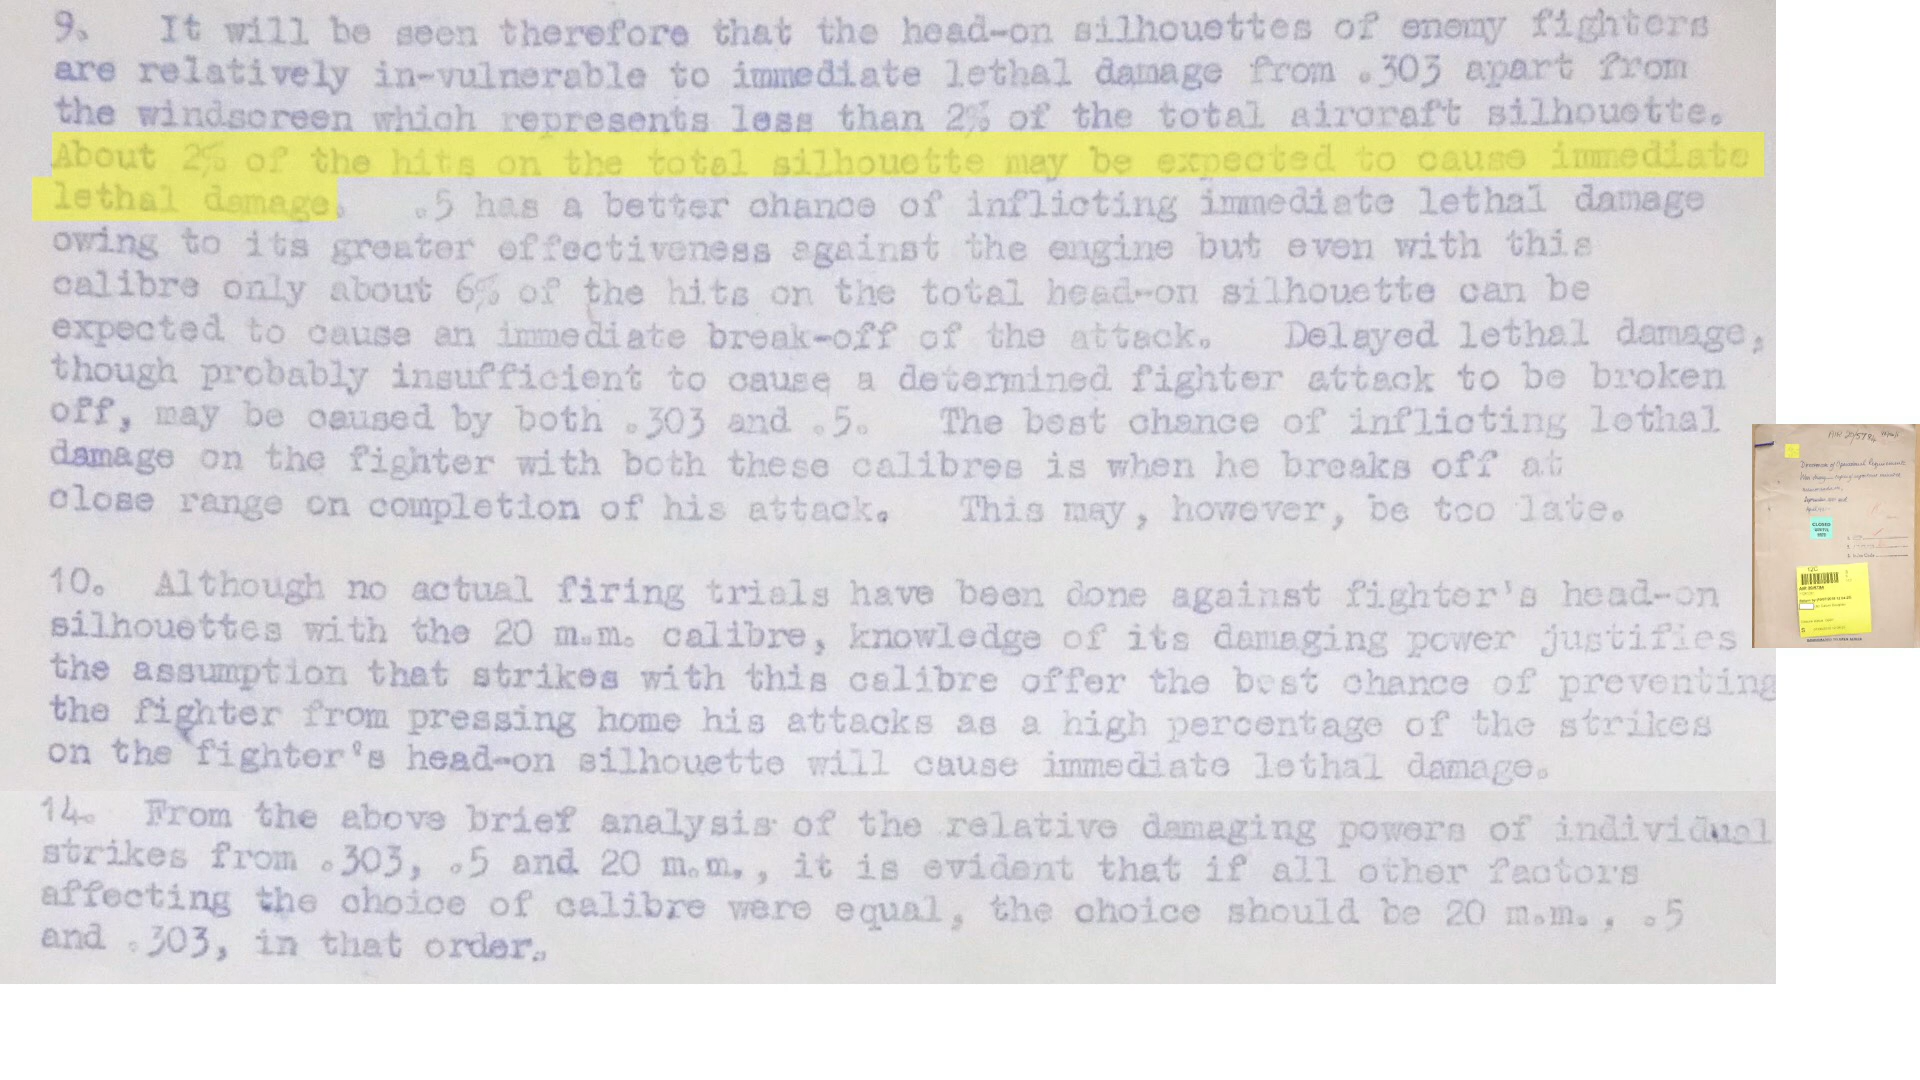 9. It will be seen therefore that the head-on silhouettes of enemy fighters
are relatively in-vulnerable to immediate lethal damage from .303 apart from
the windscreen which represents less than 2% of the total aircraft silhouette.
About 2% of the hits on the total silhouette may be expected to cause immediate
lethal damage. .5 has a better chance of inflicting immediate lethal damage
owing to its greater effectiveness against the engine but even with this
calibre only about 6% of the hits on the total head-on silhouette can be
expected to cause an immediate break-off of the attack. Delayed lethal damage,
though probably insufficient to cause a determined fighter attack to be broken
off, may be caused by both .303 and .5. The best chance of inflicting lethal
damage on the fighter with both these calibres is when he breaks off at
close range on completion of his attack. This may, however, be too late.
10. Although no actual firing trials have been done against fighter's head-on
silhouettes with the 20 m.m. calibre, knowledge of its damaging power justifies
the assumption that strikes with this calibre offer the best chance of preventing
the fighter from pressing home his attacks as a high percentage of the strikes
on the fighter's head-on silhouette will cause immediate lethal damage.
14. From the above brief analysis of the relative damaging powers of individual
strikes from .303, .5 and 20 m.m., it is evident that if all other factors
affecting the choice of calibre were equal, the choice should be 20 m.m., .5
and .303, in that order.
Directorate of Operational Requirements
CLOSED
UNTIL
1972